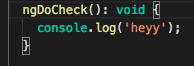 ngDoCheck(): void {
console.log('heyy');
}